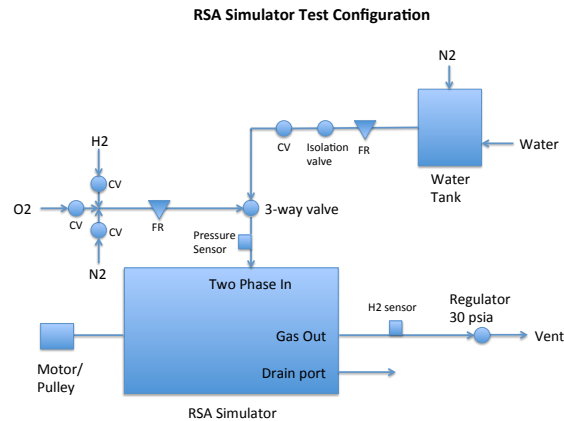 RSA Simulator Test Configuration
N2
H2
CV
Isolation
valve
FR
Water
Water
Tank
CV
O2
CV
CV
FR
3-way valve
N2
Pressure
Sensor
Two Phase In
H2 sensor
Regulator
30 psia
Gas Out
Vent
Motor/
Pulley
Drain port
RSA Simulator